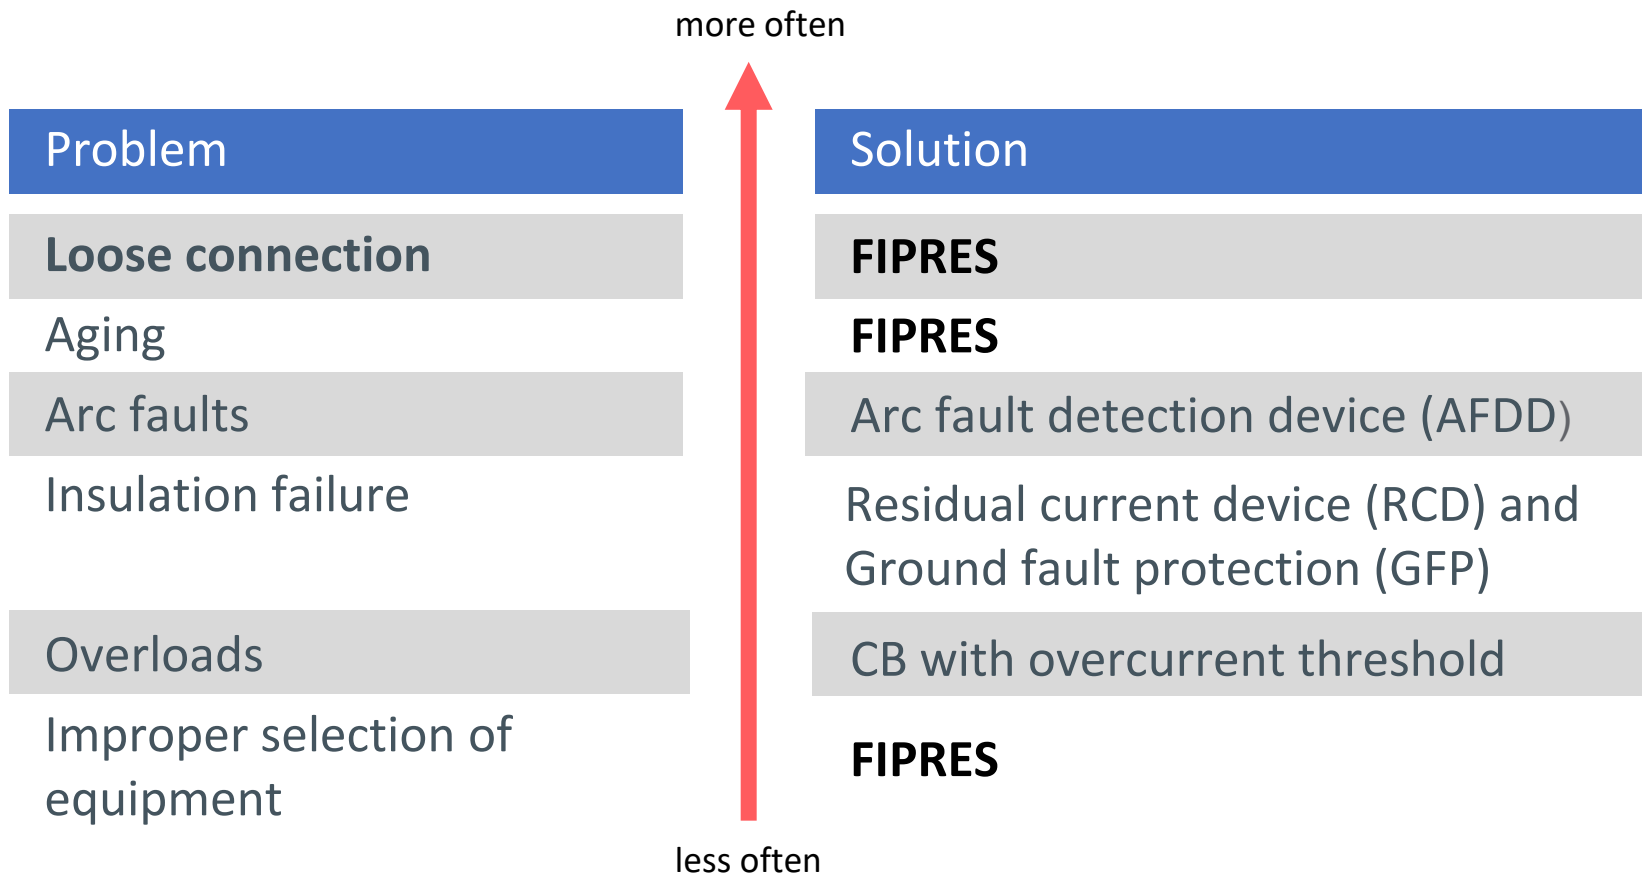 more often
Problem
Solution
Loose connection
FIPRES
Aging
FIPRES
Arc faults
Arc fault detection device (AFDD)
Insulation failure
Residual current device (RCD) and
Ground fault protection (GFP)
Overloads
CB with overcurrent threshold
Improper selection of
equipment
FIPRES
less often